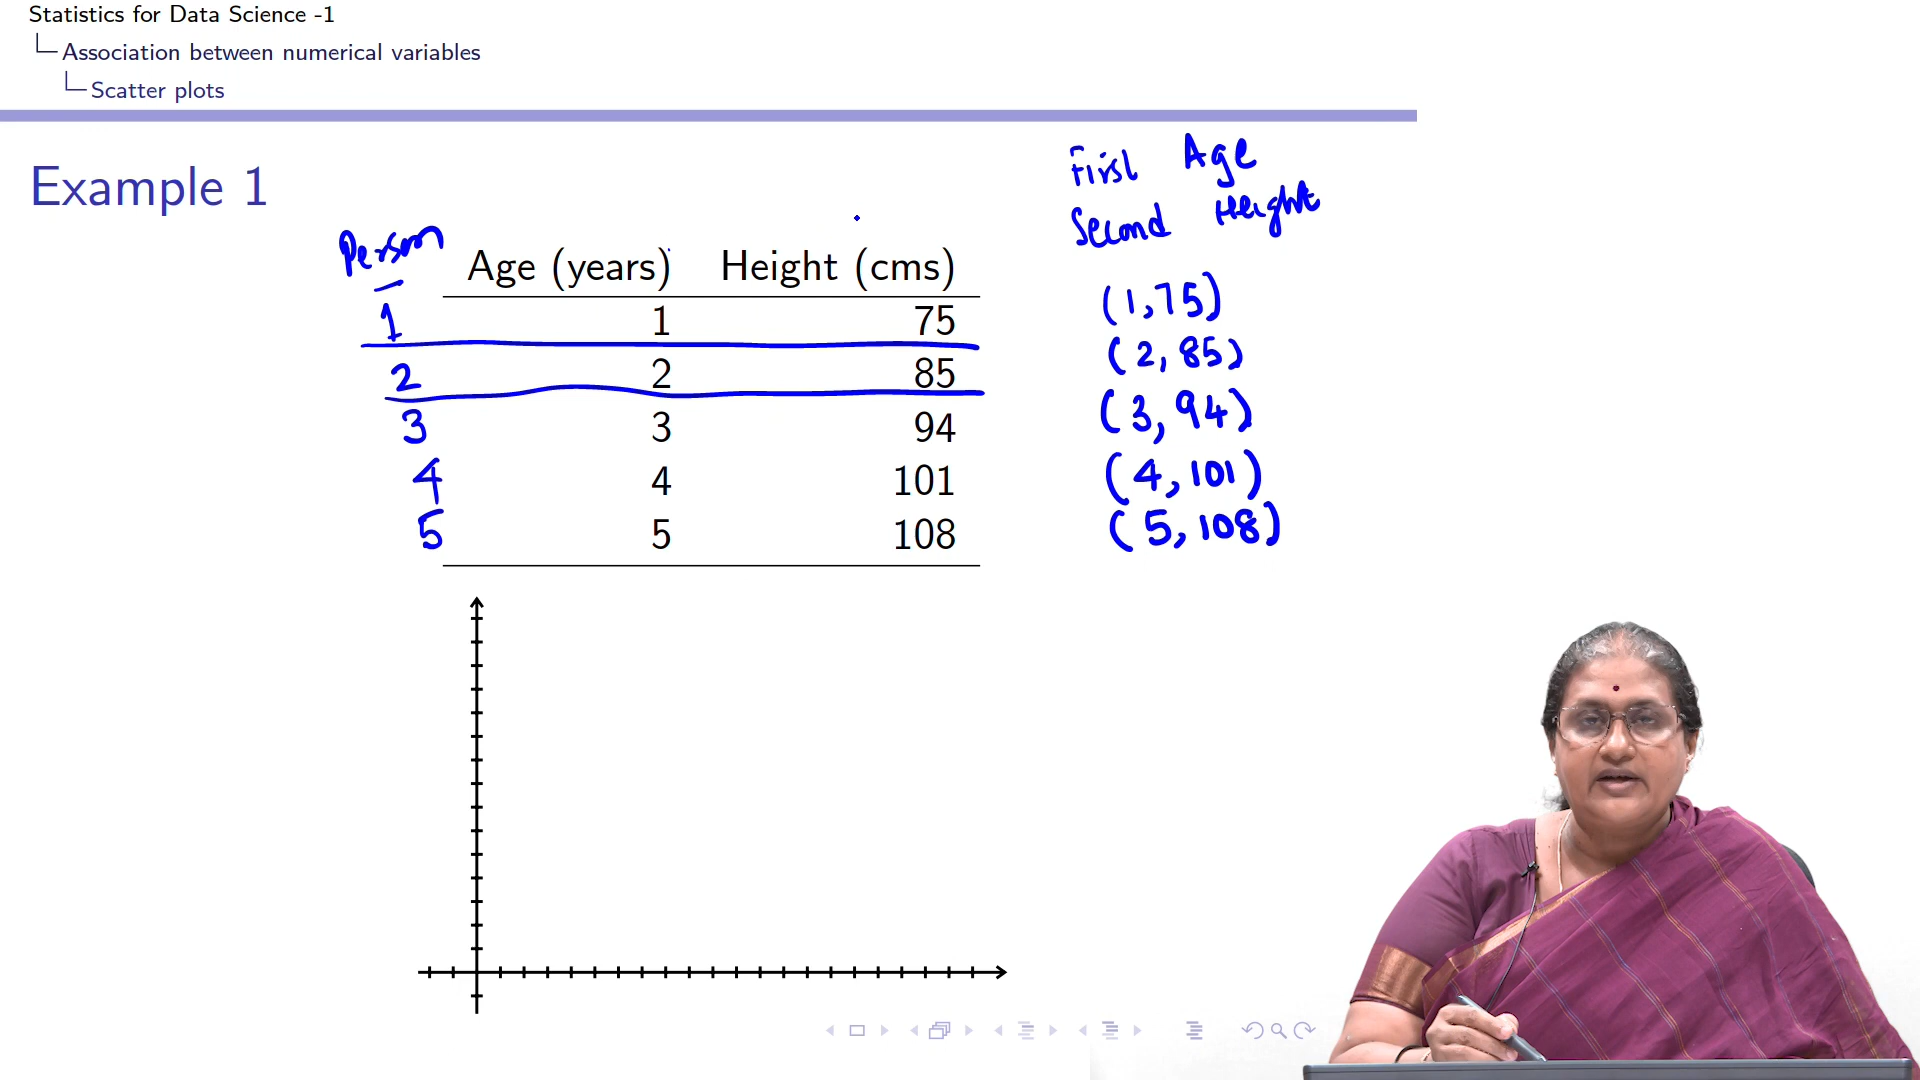 Statistics for Data Science -1
Association between numerical variables
Scatter plots
Example 1
First Age
Second Height
Person Age (years) Height (cms)
1 1 75 (1,75)
2 2 85 (2,85)
3 3 94 (3,94)
4 4 101 (4,101)
5 5 108 (5,108)